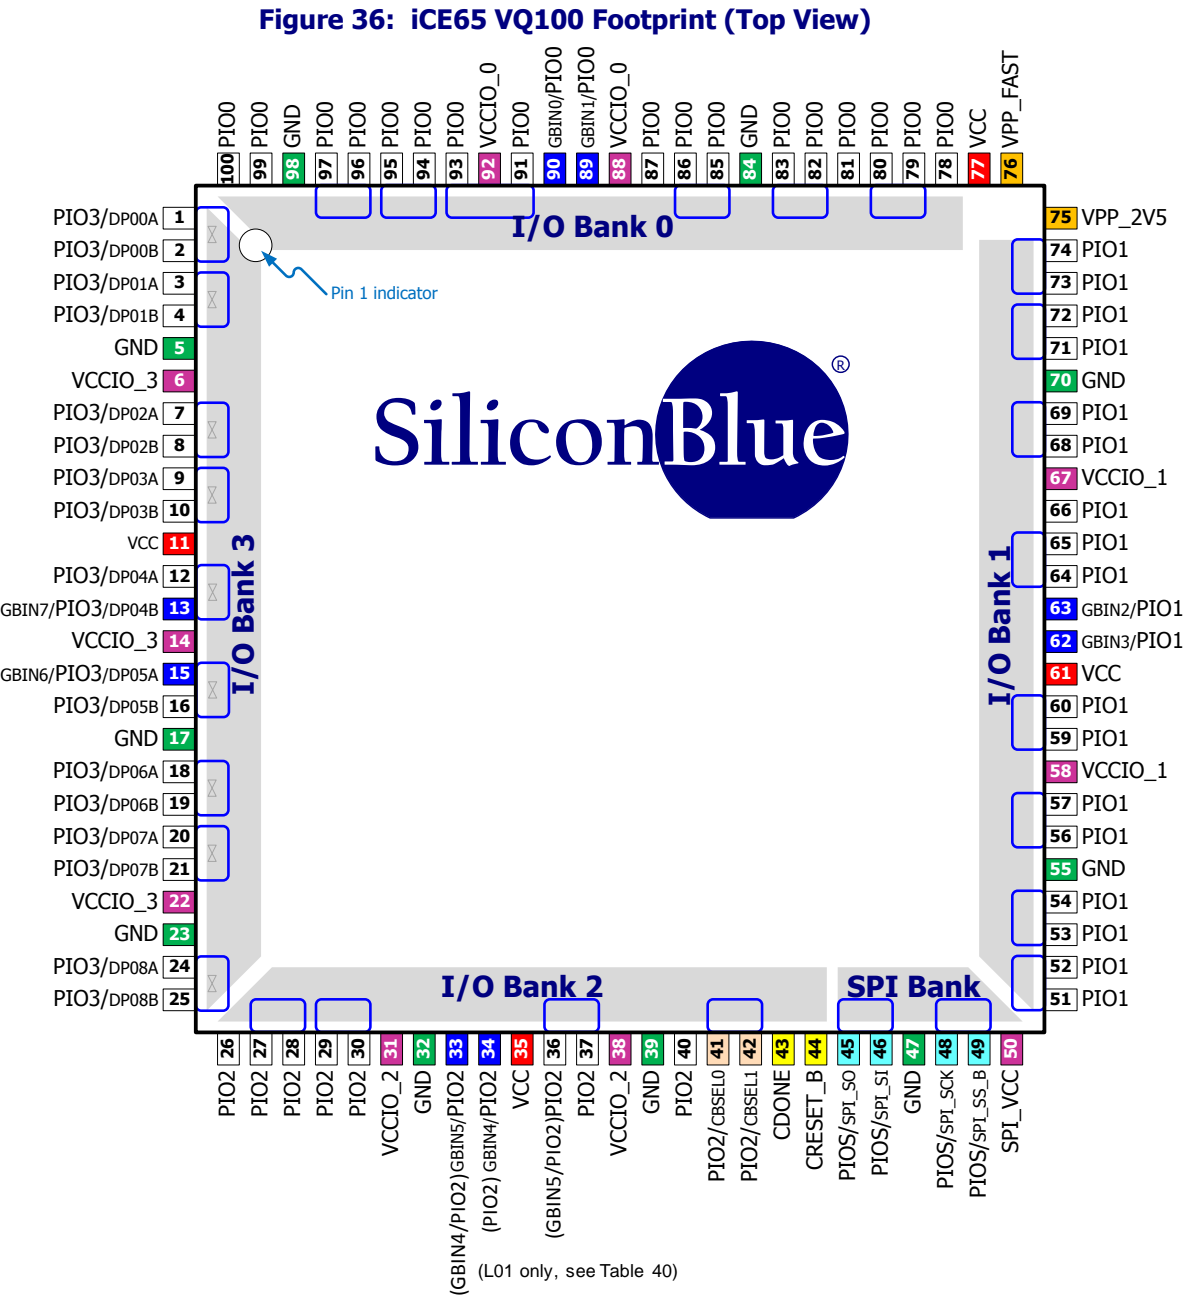 Figure 36: iCE65 VQ100 Footprint (Top View)
100 PIO0
99 PIO0
98 GND
97 PIO0
96 PIO0
95 PIO0
94 PIO0
93 PIO0
92 VCCIO_0
91 PIO0
90 GBIN0/PIO0
89 GBIN1/PIO0
88 VCCIO_0
87 PIO0
86 PIO0
85 PIO0
84 GND
83 PIO0
82 PIO0
81 PIO0
80 PIO0
79 PIO0
78 PIO0
77 VCC
76 VPP_FAST
I/O Bank 0
Pin 1 indicator
PIO3/DP00A 1
PIO3/DP00B 2
PIO3/DP01A 3
PIO3/DP01B 4
GND 5
VCCIO_3 6
PIO3/DP02A 7
PIO3/DP02B 8
PIO3/DP03A 9
PIO3/DP03B 10
VCC 11
PIO3/DP04A 12
GBIN7/PIO3/DP04B 13
VCCIO_3 14
GBIN6/PIO3/DP05A 15
PIO3/DP05B 16
GND 17
PIO3/DP06A 18
PIO3/DP06B 19
PIO3/DP07A 20
PIO3/DP07B 21
VCCIO_3 22
GND 23
PIO3/DP08A 24
PIO3/DP08B 25
I/O Bank 3
SiliconBlue®
I/O Bank 1
75 VPP_2V5
74 PIO1
73 PIO1
72 PIO1
71 PIO1
70 GND
69 PIO1
68 PIO1
67 VCCIO_1
66 PIO1
65 PIO1
64 PIO1
63 GBIN2/PIO1
62 GBIN3/PIO1
61 VCC
60 PIO1
59 PIO1
58 VCCIO_1
57 PIO1
56 PIO1
55 GND
54 PIO1
53 PIO1
52 PIO1
51 PIO1
I/O Bank 2
SPI Bank
26 PIO2
27 PIO2
28 PIO2
29 PIO2
30 PIO2
31 VCCIO_2
32 GND
33 (GBIN4/PIO2)GBIN5/PIO2
34 (PIO2) GBIN4/PIO2
35 VCC
36 (GBIN5/PIO2)PIO2
37 PIO2
38 VCCIO_2
39 GND
40 PIO2
41 PIO2/CBSEL0
42 PIO2/CBSEL1
43 CDONE
44 CRESET_B
45 PIOS/SPI_SO
46 PIOS/SPI_SI
47 GND
48 PIOS/SPI_SCK
49 PIOS/SPI_SS_B
50 SPI_VCC
(L01 only, see Table 40)